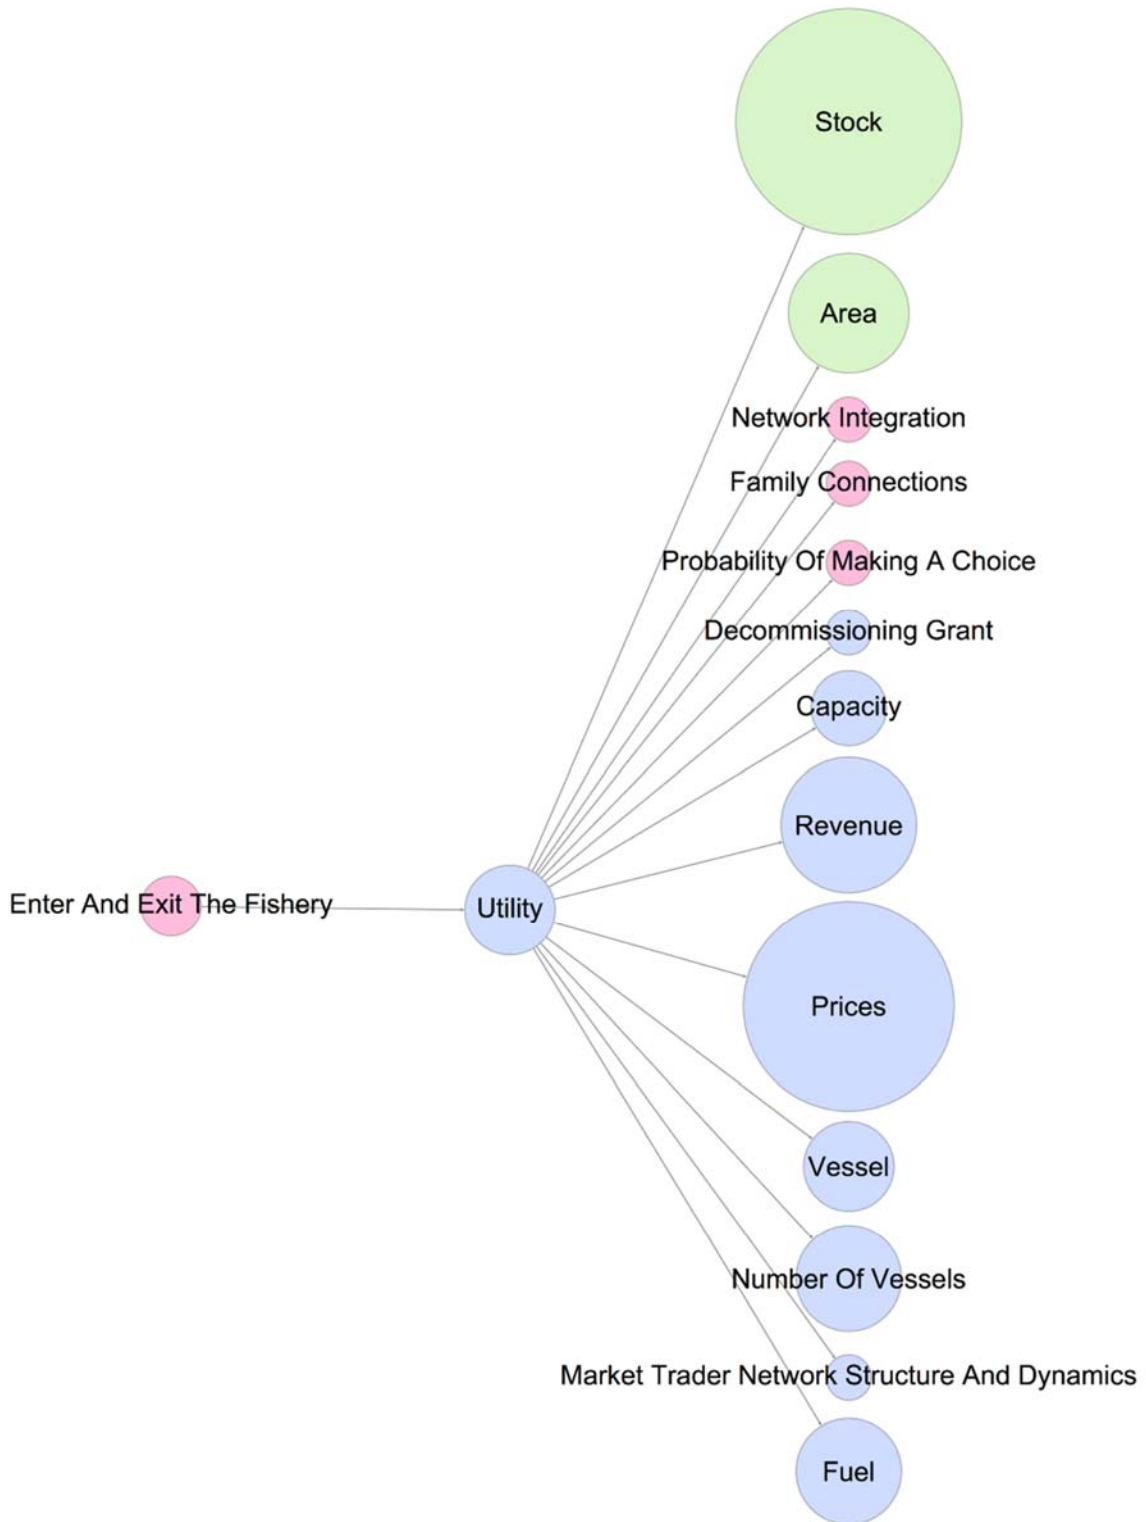 Stock
Area
Network Integration
Family Connections
Probability Of Making A Choice
Decommissioning Grant
Capacity
Revenue
Enter And Exit The Fishery
Utility
Prices
Vessel
Number Of Vessels
Market Trader Network Structure And Dynamics
Fuel